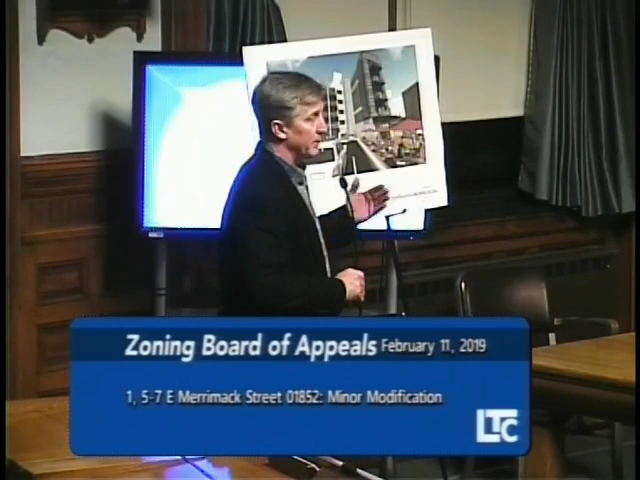 Zoning Board of Appeals February 11, 2019
1, 5-7 E Merrimack Street 01852: Minor Modification
LTC